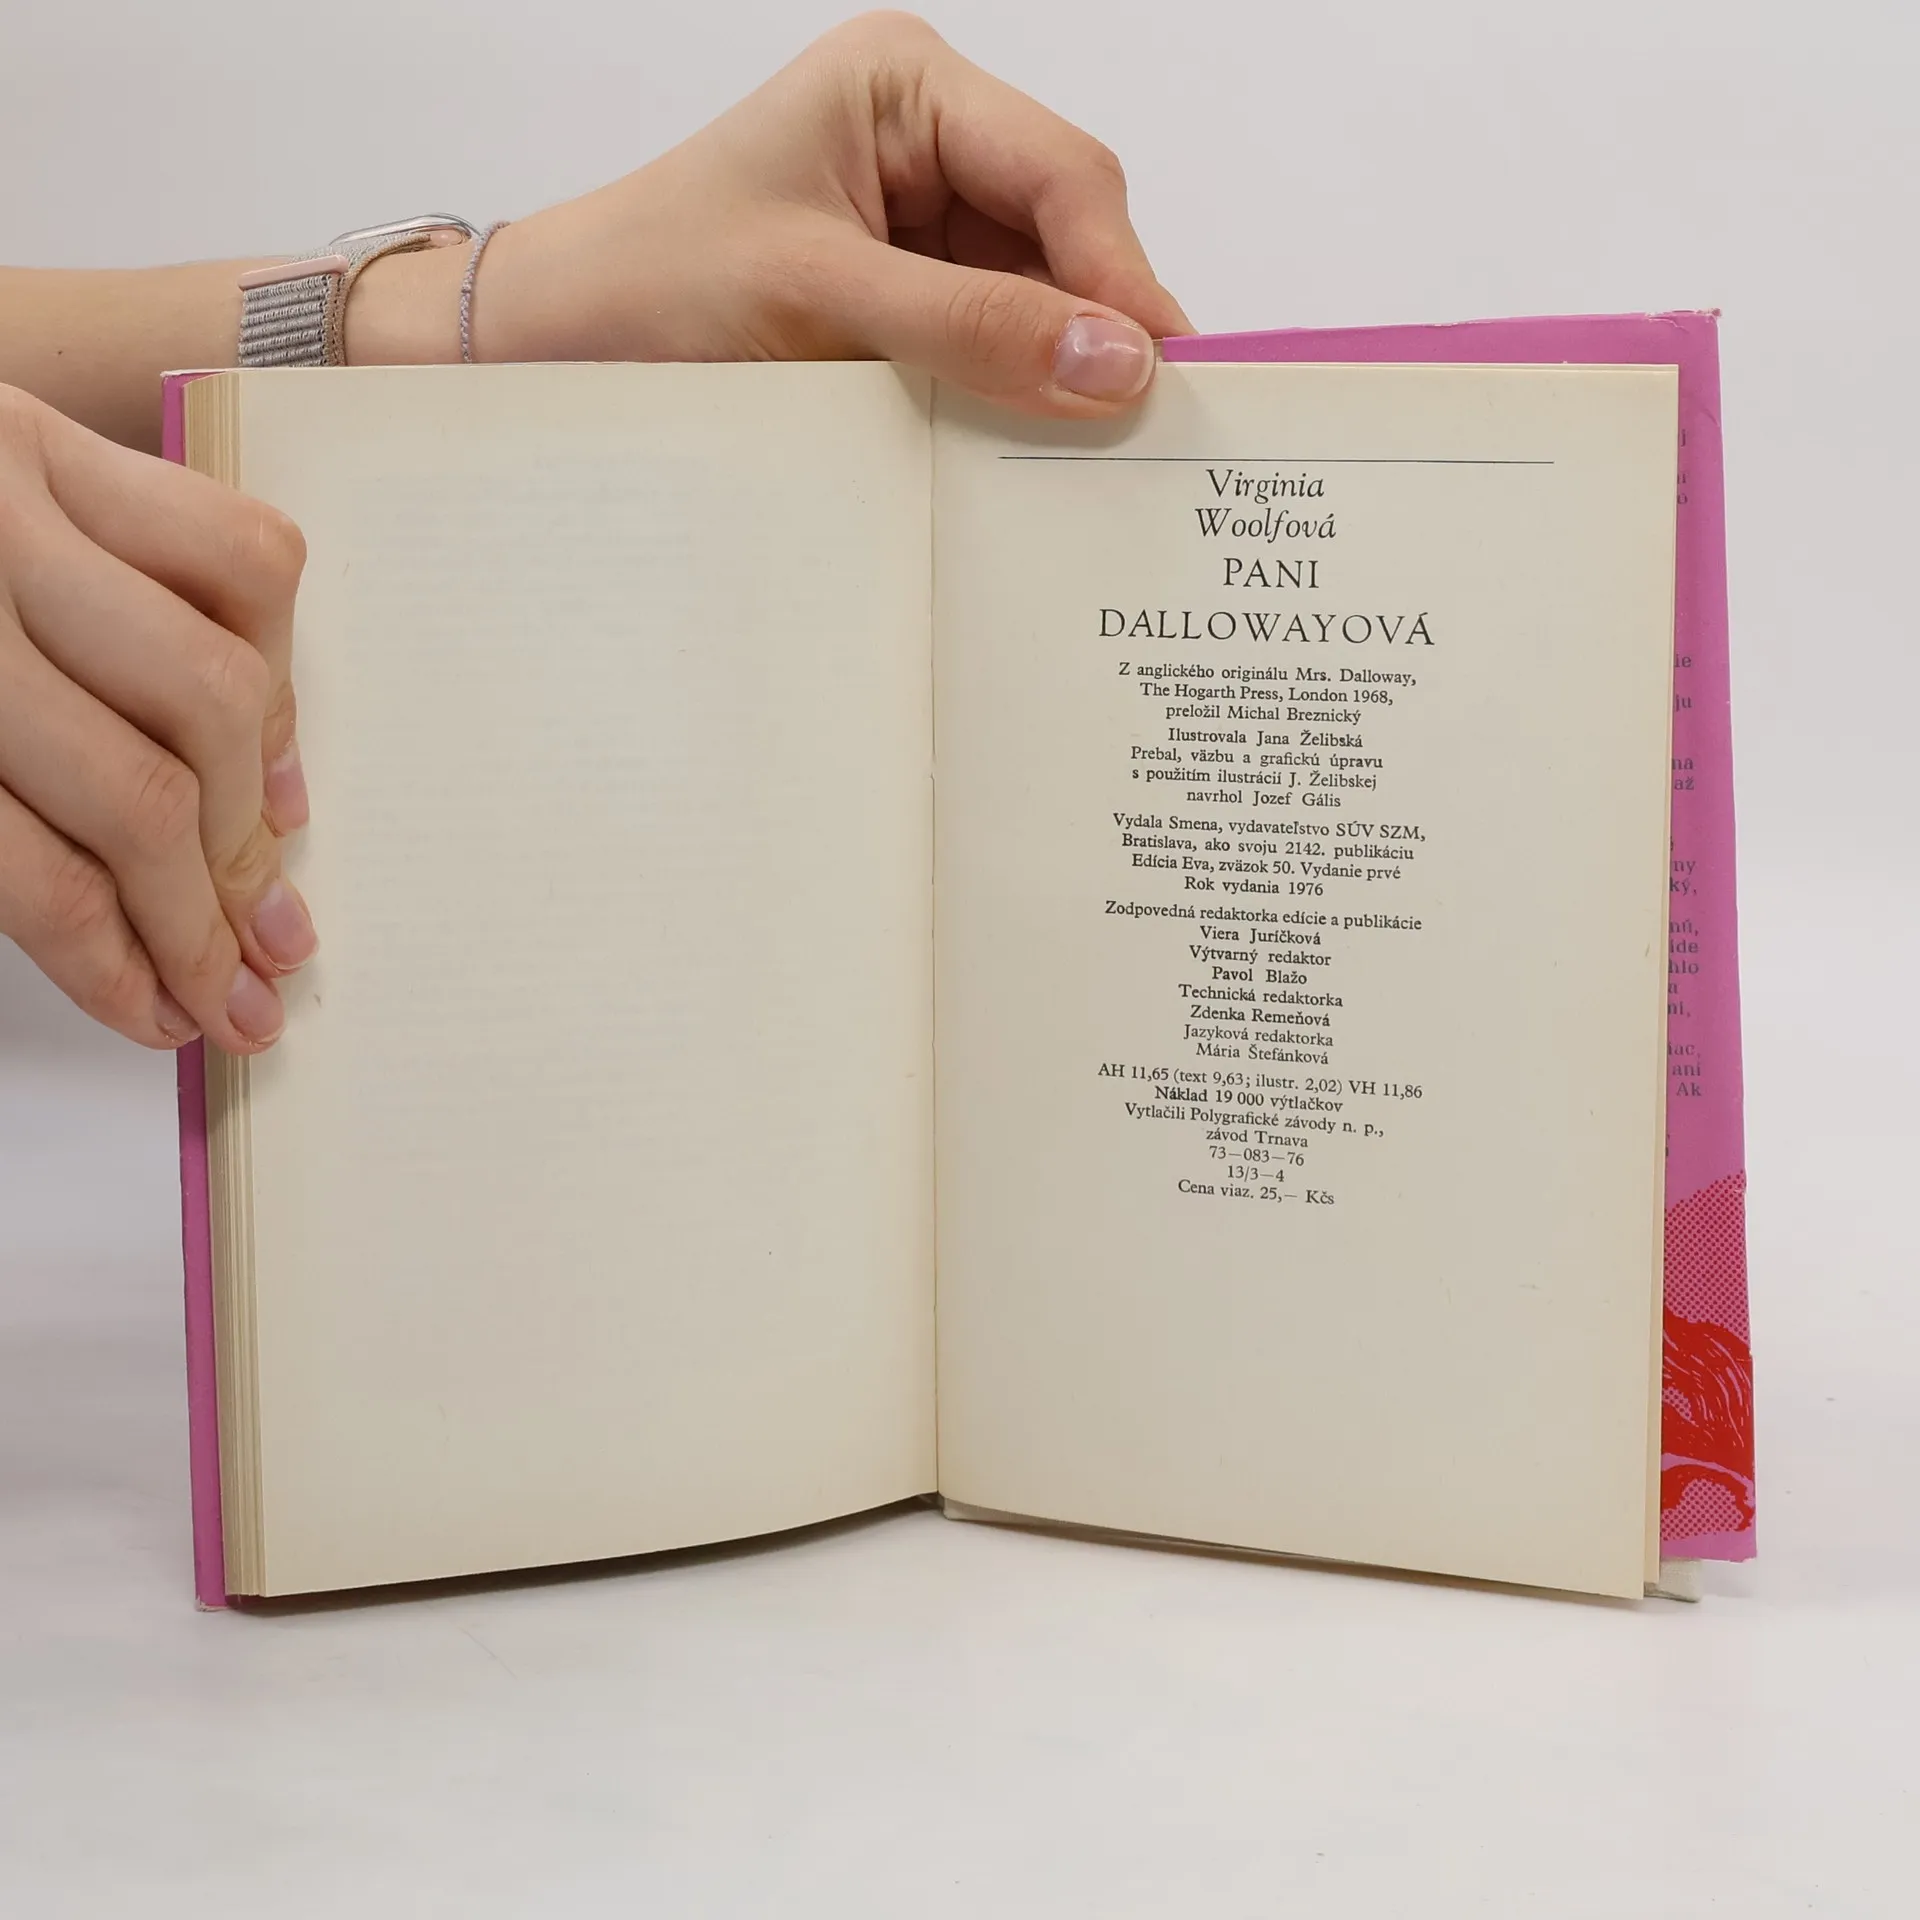 Virginia
Woolfová
PANI
DALLOWAYOVÁ
Z anglického originálu Mrs. Dalloway,
The Hogarth Press, London 1968,
preložil Michal Breznický
Ilustrovala Jana Želibská
Prebal, väzbu a grafickú úpravu
s použitím ilustrácií J. Želibskej
navrhol Jozef Gális
Vydala Smena, vydavateľstvo SÚV SZM,
Bratislava, ako svoju 2142. publikáciu
Edícia Eva, zväzok 50. Vydanie prvé
Rok vydania 1976
Zodpovedná redaktorka edície a publikácie
Viera Juríčková
Výtvarný redaktor
Pavol Blažo
Technická redaktorka
Zdenka Remeňová
Jazyková redaktorka
Mária Štefánková
AH 11,65 (text 9,63; ilustr. 2,02) VH 11,86
Náklad 19 000 výtlačkov
Vytlačili Polygrafické závody n. p.,
závod Trnava
73—083—76
13/3—4
Cena viaz. 25,— Kčs